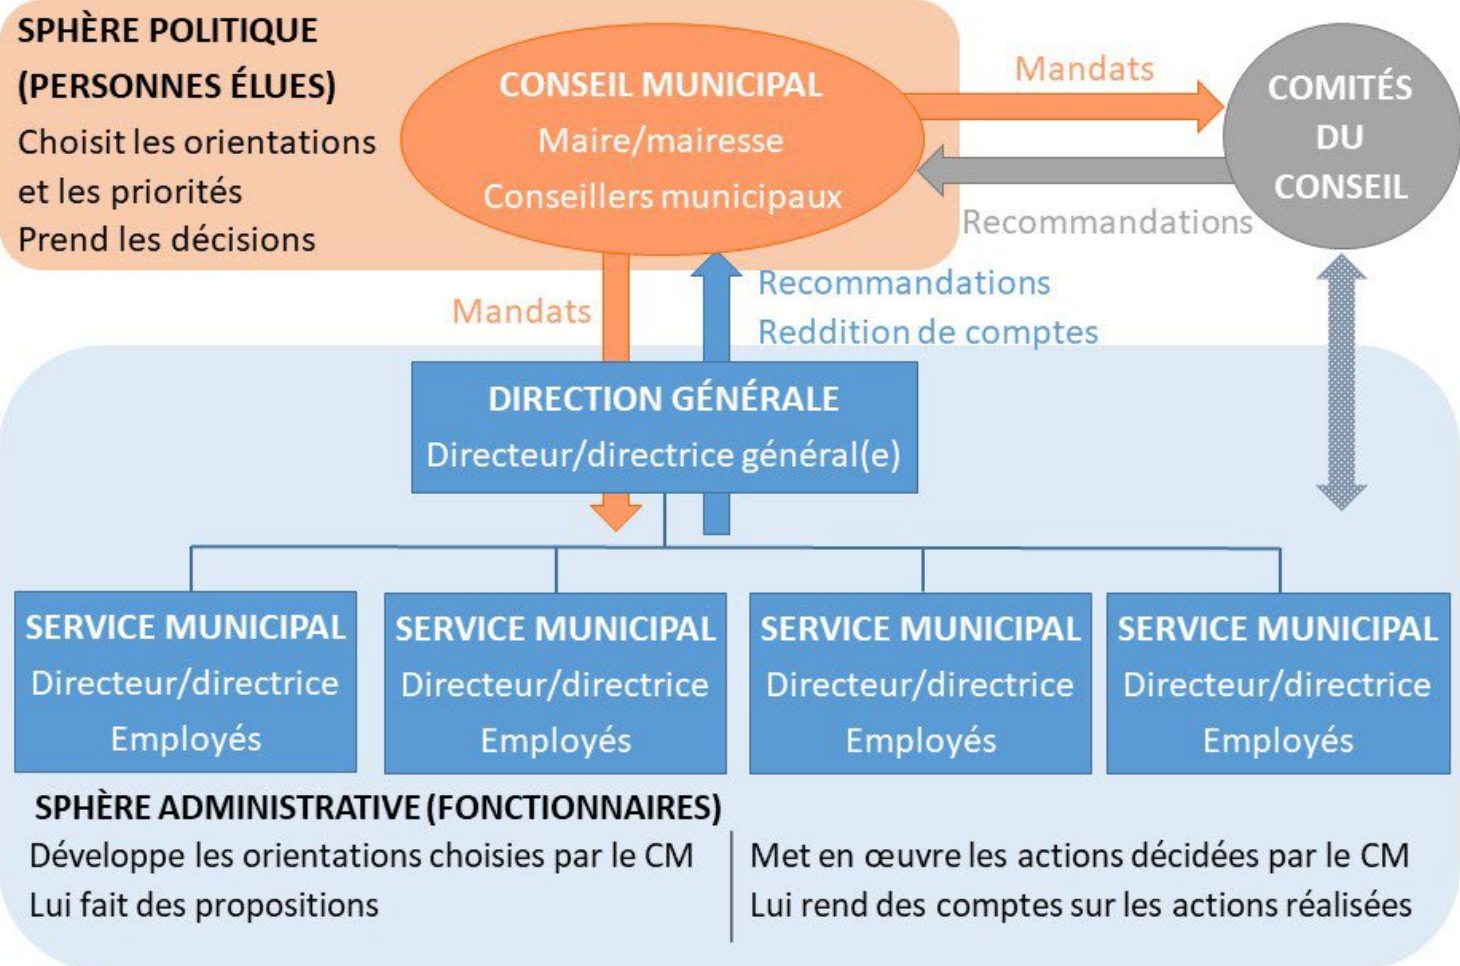 SPHÈRE POLITIQUE
(PERSONNES ÉLUES)
Choisit les orientations
et les priorités
Prend les décisions
CONSEIL MUNICIPAL
Maire/mairesse
Conseillers municipaux
Mandats
COMITÉS
DU
CONSEIL
Recommandations
Mandats
Recommandations
Reddition de comptes
DIRECTION GÉNÉRALE
Directeur/directrice général(e)
SERVICE MUNICIPAL
Directeur/directrice
Employés
SERVICE MUNICIPAL
Directeur/directrice
Employés
SERVICE MUNICIPAL
Directeur/directrice
Employés
SERVICE MUNICIPAL
Directeur/directrice
Employés
SPHÈRE ADMINISTRATIVE (FONCTIONNAIRES)
Développe les orientations choisies par le CM
Lui fait des propositions
Met en œuvre les actions décidées par le CM
Lui rend des comptes sur les actions réalisées